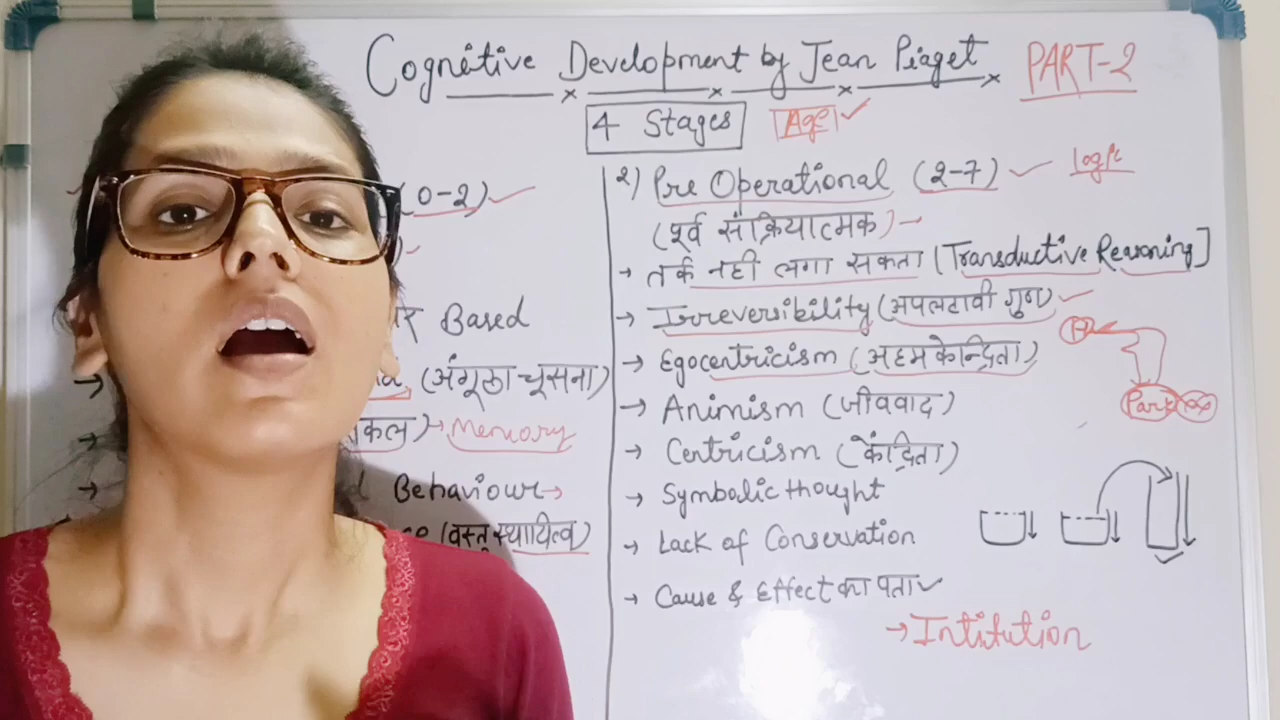 Cognitive Development by Jean Piaget PART-2
4 Stages Age
(0-2)
Based
(अंगूठा चूसना)
Memory
Behaviour
(वस्तु स्थायित्व)
2) Pre Operational (2-7) logic
(पूर्व संक्रियात्मक)
तर्क नही लगा सकता [Transductive Reasoning]
Irreversibility (अपलटावी गुण)
Egocentricism (अहम केन्द्रिता)
H
Park
Animism (जीववाद)
Centricism (केंद्रिता)
Symbolic thought
Lack of Conservation
Cause & Effect का पता
Intitution